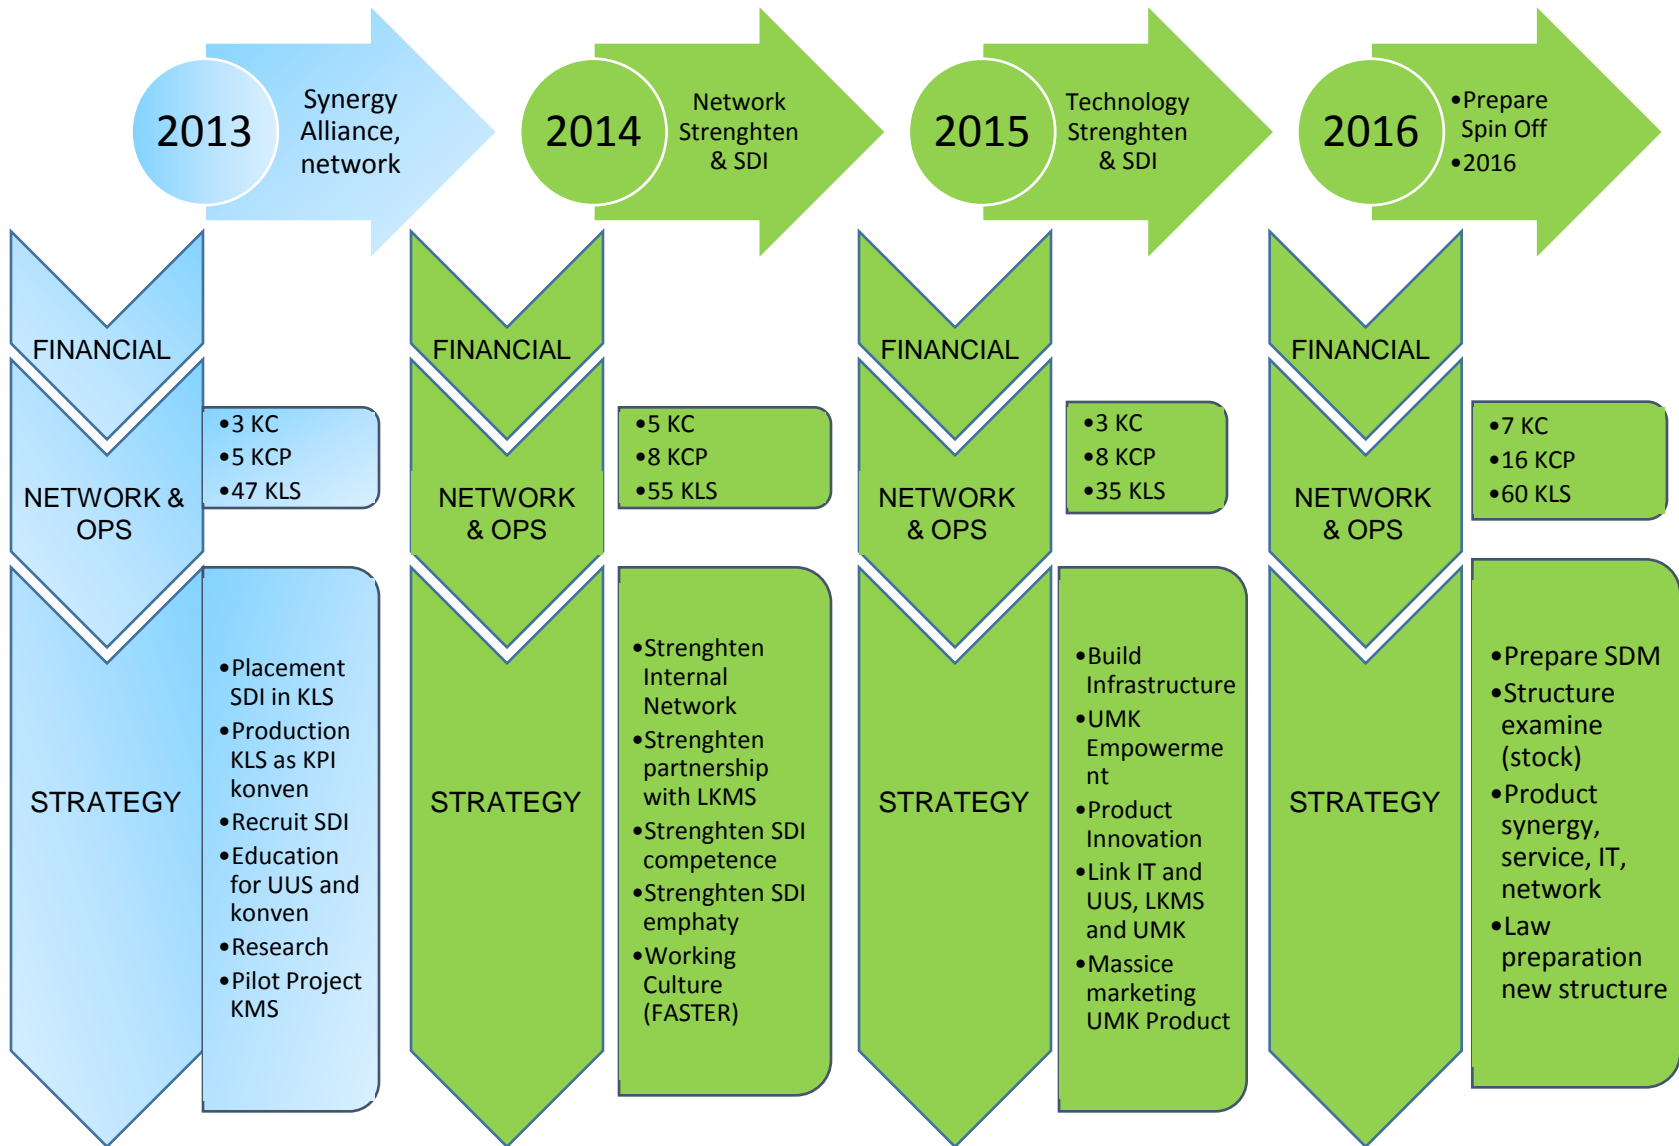 2013
Synergy
Alliance,
network
2014
Network
Strenghten
& SDI
2015
Technology
Strenghten
& SDI
2016
•Prepare
Spin Off
•2016
FINANCIAL
NETWORK &
OPS
•3 KC
•5 KCP
•47 KLS
STRATEGY
•Placement
SDI in KLS
•Production
KLS as KPI
konven
•Recruit SDI
•Education
for UUS and
konven
•Research
•Pilot Project
KMS
FINANCIAL
NETWORK
& OPS
•5 KC
•8 KCP
•55 KLS
STRATEGY
•Strenghten
Internal
Network
•Strenghten
partnership
with LKMS
•Strenghten SDI
competence
•Strenghten SDI
emphaty
•Working
Culture
(FASTER)
FINANCIAL
NETWORK
& OPS
•3 KC
•8 KCP
•35 KLS
STRATEGY
•Build
Infrastructure
•UMK
Empowerme
nt
•Product
Innovation
•Link IT and
UUS, LKMS
and UMK
•Massice
marketing
UMK Product
FINANCIAL
NETWORK
& OPS
•7 KC
•16 KCP
•60 KLS
STRATEGY
•Prepare SDM
•Structure
examine
(stock)
•Product
synergy,
service, IT,
network
•Law
preparation
new structure